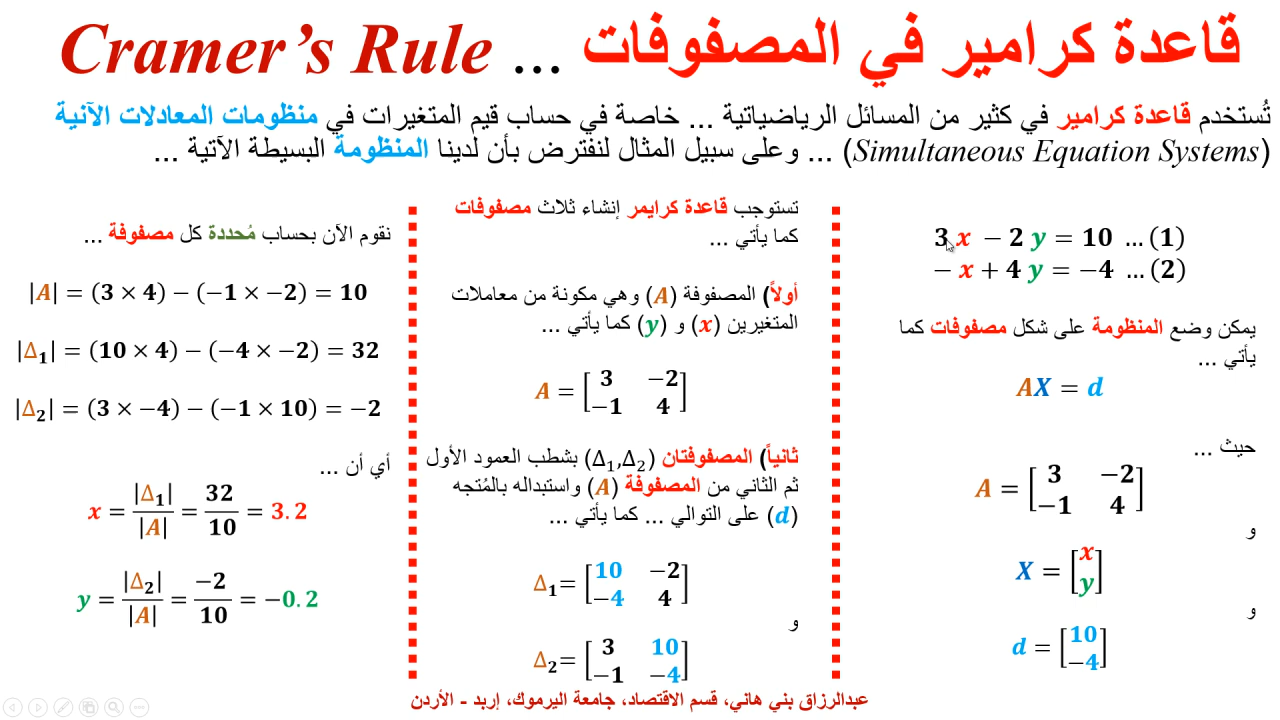 قاعدة كرامير في المصفوفات ... Cramer's Rule
تُستخدم قاعدة كرامير في كثير من المسائل الرياضياتية ... خاصة في حساب قيم المتغيرات في منظومات المعادلات الآنية
(Simultaneous Equation Systems) ... وعلى سبيل المثال لنفترض بأن لدينا المنظومة البسيطة الآتية ...
3 x − 2 y = 10 ... (1)
− x + 4 y = −4 ... (2)
يمكن وضع المنظومة على شكل مصفوفات كما
يأتي ...
AX = d
حيث ...
A = [3 −2
−1 4]
و
X = [x
y]
و
d = [10
−4]
تستوجب قاعدة كرايمر إنشاء ثلاث مصفوفات
كما يأتي ...
أولاً) المصفوفة (A) وهي مكونة من معاملات
المتغيرين (x) و (y) كما يأتي ...
A = [3 −2
−1 4]
ثانياً) المصفوفتان (Δ₁,Δ₂) بشطب العمود الأول
ثم الثاني من المصفوفة (A) واستبداله بالمُتجه
(d) على التوالي ... كما يأتي ...
Δ₁= [10 −2
−4 4]
و
Δ₂= [3 10
−1 −4]
نقوم الآن بحساب مُحددة كل مصفوفة ...
|A| = (3 × 4) − (−1 × −2) = 10
|Δ₁| = (10 × 4) − (−4 × −2) = 32
|Δ₂| = (3 × −4) − (−1 × 10) = −2
أي أن ...
x = |Δ₁|/|A| = 32/10 = 3.2
y = |Δ₂|/|A| = −2/10 = −0.2
عبدالرزاق بني هاني، قسم الاقتصاد، جامعة اليرموك، إربد - الأردن